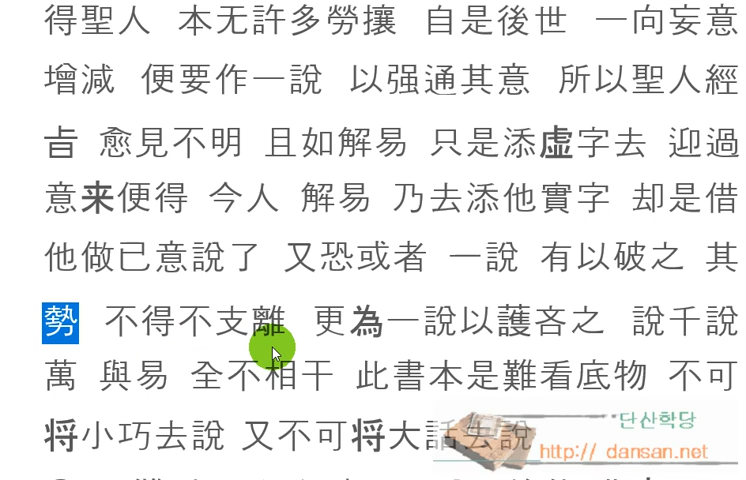 得聖人 本无許多勞攘 自是後世 一向妄意
增減 便要作一說 以强通其意 所以聖人經
㫖 愈見不明 且如解易 只是添虚字去 迎過
意来便得 今人 解易 乃去添他實字 却是借
他做已意說了 又恐或者 一說 有以破之 其
勢 不得不支離 更為一說以護吝之 說千說
萬 與易 全不相干 此書本是難看底物 不可
将小巧去說 又不可将大話去說
단산학당
http:// dansan.net